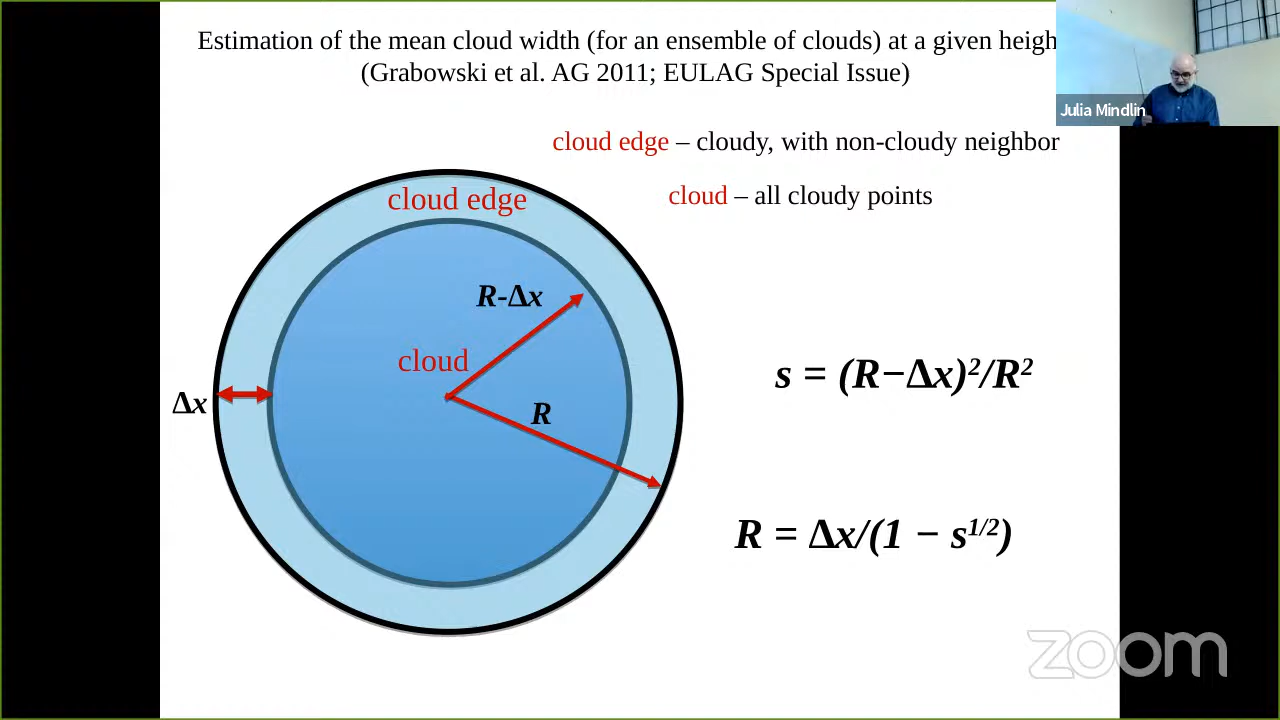 Estimation of the mean cloud width (for an ensemble of clouds) at a given heigh
(Grabowski et al. AG 2011; EULAG Special Issue)
Julia Mindlin
cloud edge – cloudy, with non-cloudy neighbor
cloud edge
cloud – all cloudy points
R-Δx
cloud
s = (R−Δx)²/R²
Δx
R
R = Δx/(1 − s^{1/2})
zoom